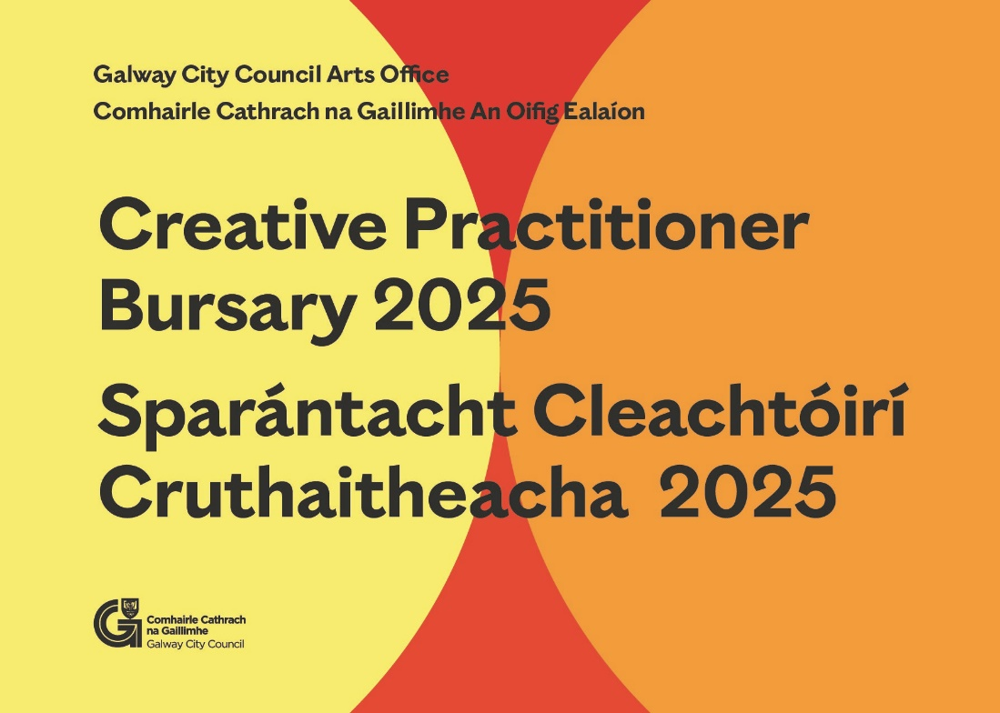 Galway City Council Arts Office
Comhairle Cathrach na Gaillimhe An Oifig Ealaíon
Creative Practitioner
Bursary 2025
Sparántacht Cleachtóirí
Cruthaitheacha 2025
Comhairle Cathrach
na Gaillimhe
Galway City Council